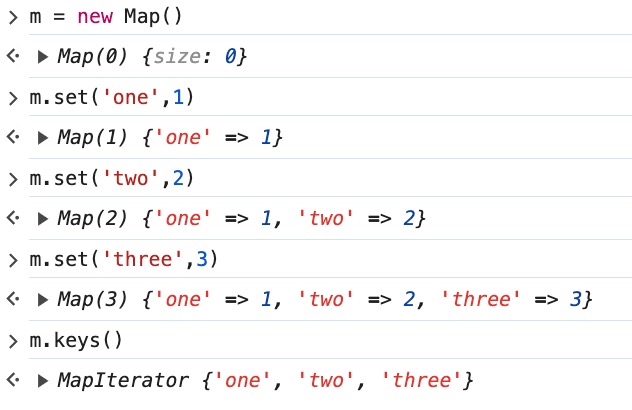 > m = new Map()
<· ▶ Map(0) {size: 0}
> m.set('one',1)
<· ▶ Map(1) {'one' => 1}
> m.set('two',2)
<· ▶ Map(2) {'one' => 1, 'two' => 2}
> m.set('three',3)
<· ▶ Map(3) {'one' => 1, 'two' => 2, 'three' => 3}
> m.keys()
<· ▶ MapIterator {'one', 'two', 'three'}